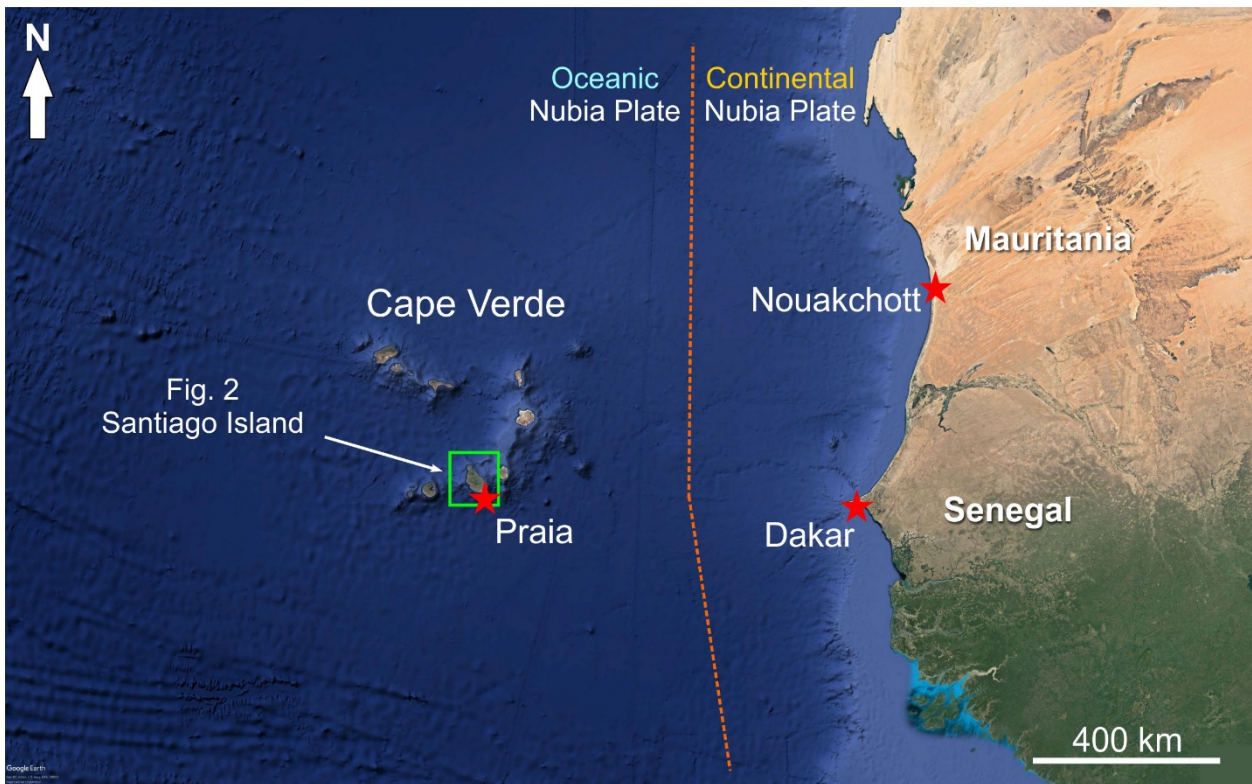 N
Oceanic
Nubia Plate
Continental
Nubia Plate
Mauritania
Nouakchott
Cape Verde
Fig. 2
Santiago Island
Praia
Dakar
Senegal
400 km
Google Earth